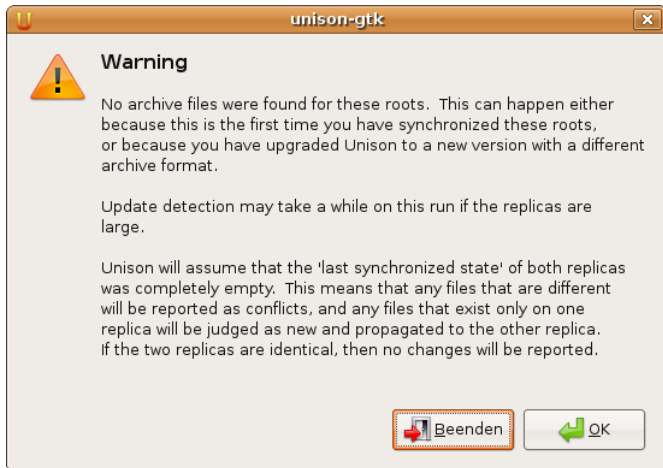 unison-gtk
Warning
No archive files were found for these roots.  This can happen either
because this is the first time you have synchronized these roots,
or because you have upgraded Unison to a new version with a different
archive format.
Update detection may take a while on this run if the replicas are
large.
Unison will assume that the 'last synchronized state' of both replicas
was completely empty.  This means that any files that are different
will be reported as conflicts, and any files that exist only on one
replica will be judged as new and propagated to the other replica.
If the two replicas are identical, then no changes will be reported.
Beenden
OK